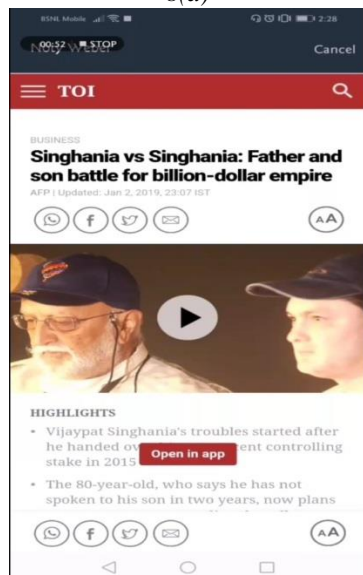 BSNL Mobile 2:28
00:52 STOP
Cancel
TOI
BUSINESS
Singhania vs Singhania: Father and
son battle for billion-dollar empire
AFP | Updated: Jan 2, 2019, 23:07 IST
AA
HIGHLIGHTS
• Vijaypat Singhania's troubles started after
he handed controlling
stake in 2015
Open in app
• The 80-year-old, who says he has not
spoken to his son in two years, now plans
AA